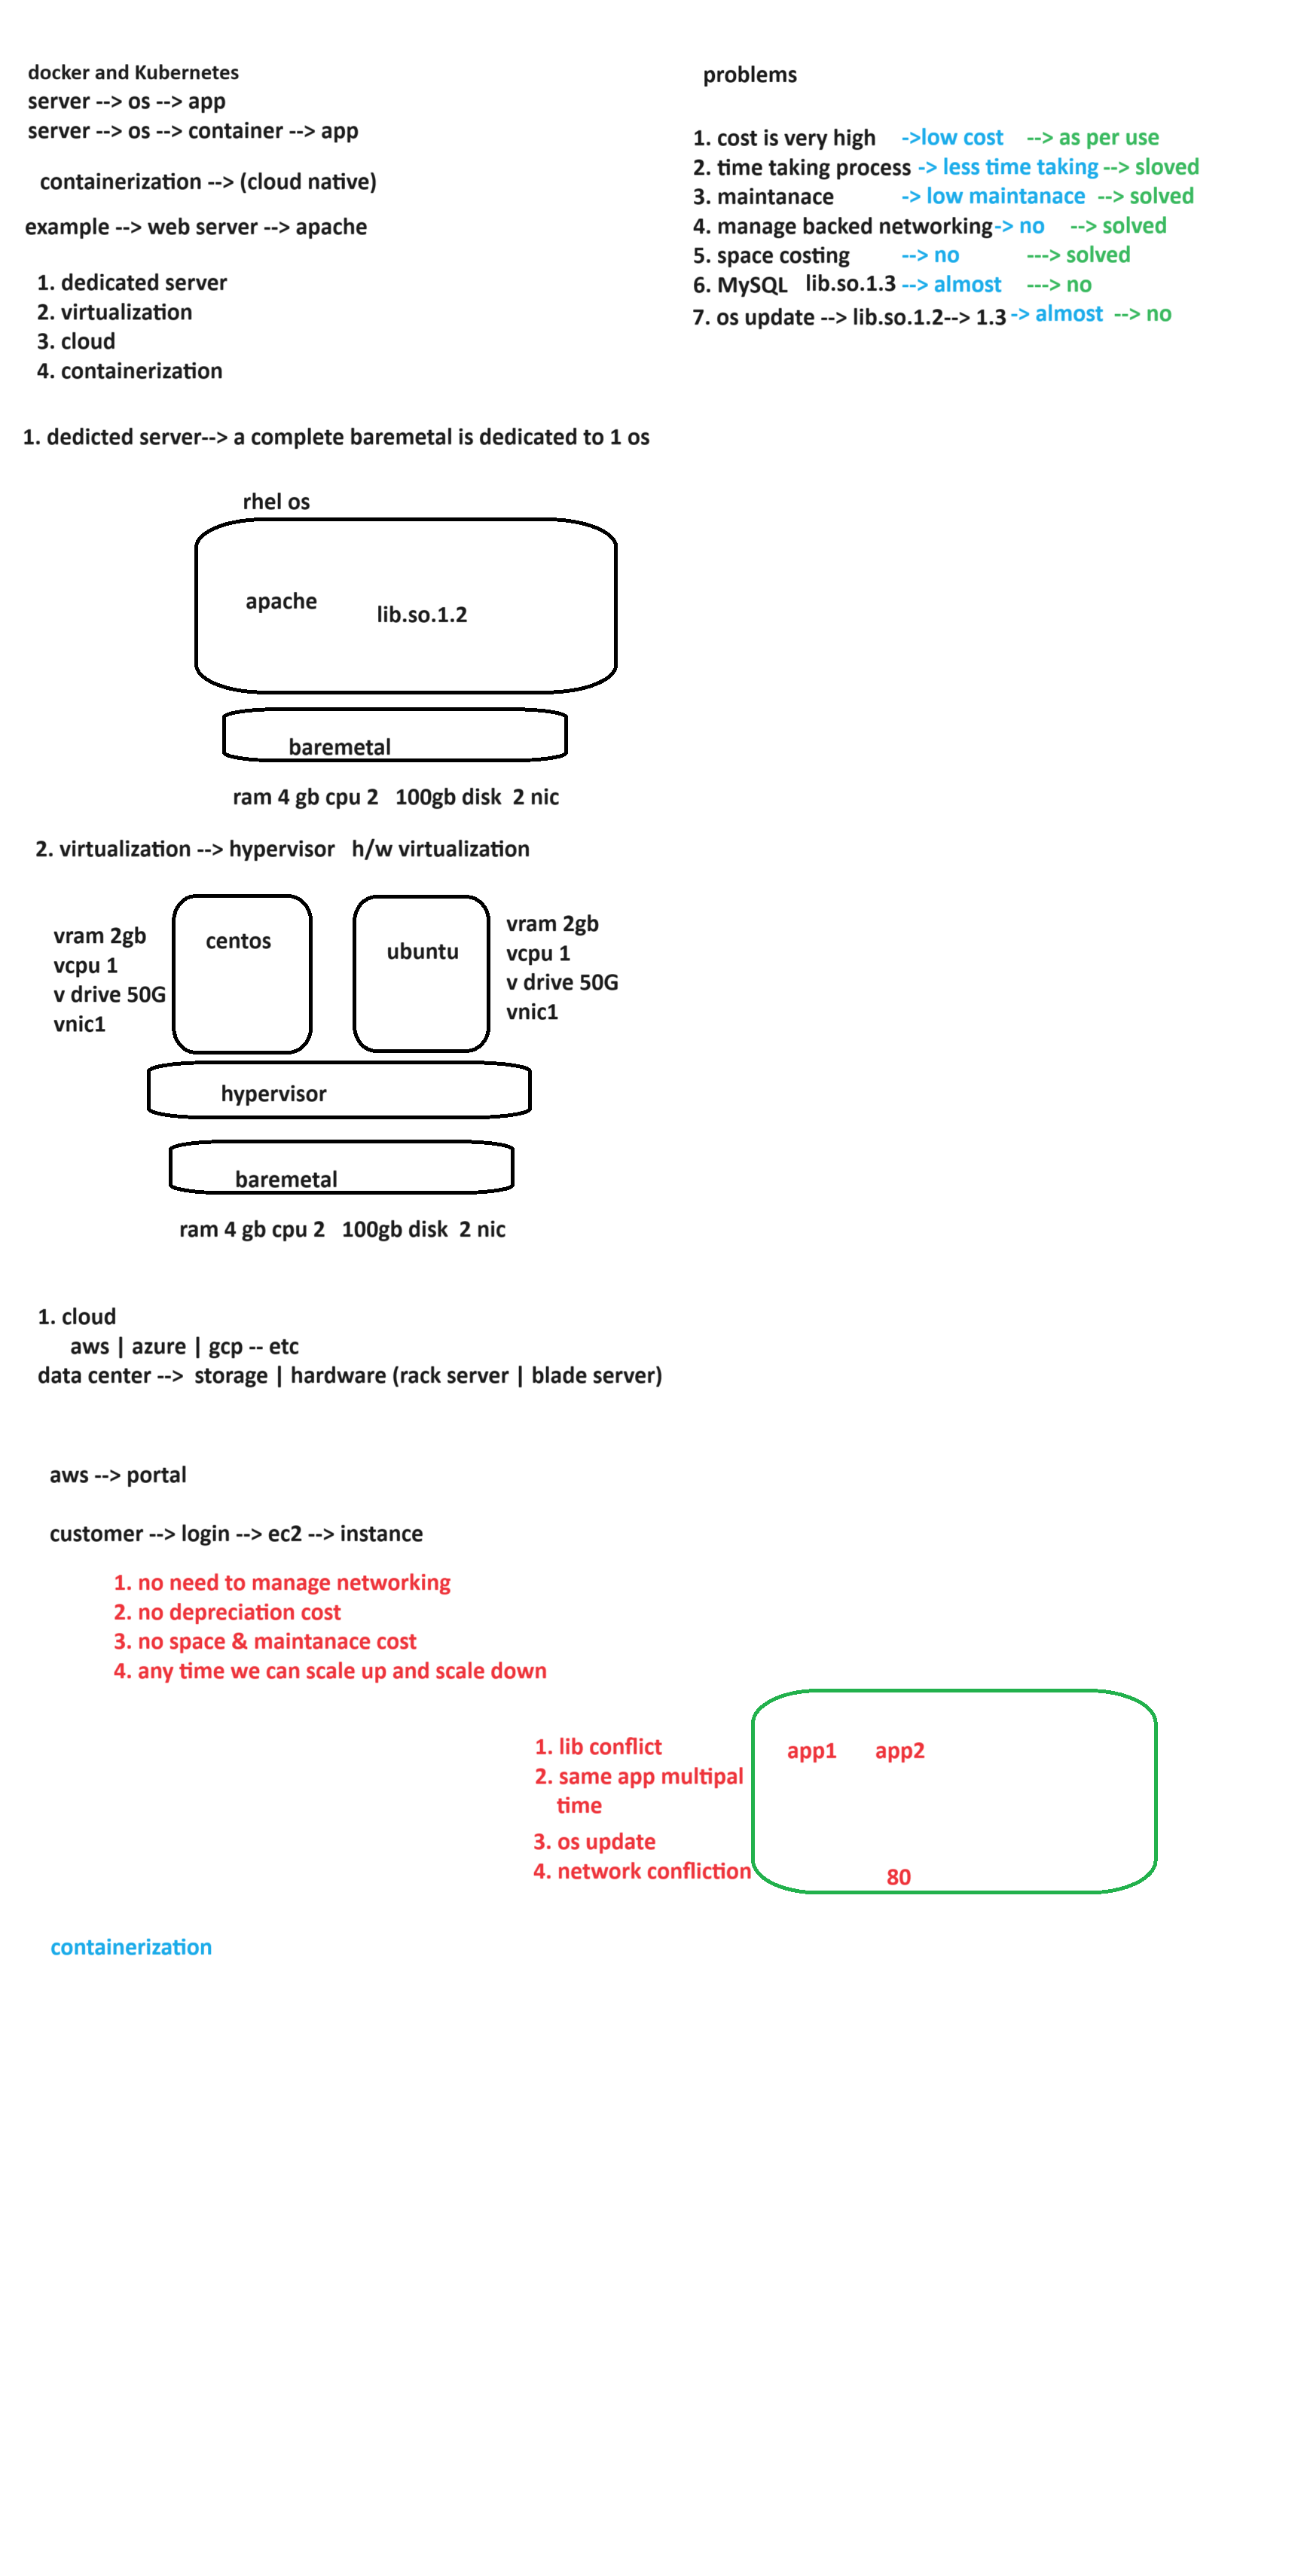 docker and Kubernetes
server --> os --> app
server --> os --> container --> app
containerization --> (cloud native)
example --> web server --> apache
1. dedicated server
2. virtualization
3. cloud
4. containerization
problems
1. cost is very high ->low cost --> as per use
2. time taking process -> less time taking --> sloved
3. maintanace -> low maintanace --> solved
4. manage backed networking-> no --> solved
5. space costing --> no ---> solved
6. MySQL lib.so.1.3 --> almost ---> no
7. os update --> lib.so.1.2--> 1.3 -> almost --> no
1. dedicted server--> a complete baremetal is dedicated to 1 os
rhel os
apache lib.so.1.2
baremetal
ram 4 gb cpu 2 100gb disk 2 nic
2. virtualization --> hypervisor h/w virtualization
vram 2gb
vcpu 1
v drive 50G
vnic1
centos
ubuntu
vram 2gb
vcpu 1
v drive 50G
vnic1
hypervisor
baremetal
ram 4 gb cpu 2 100gb disk 2 nic
1. cloud
aws | azure | gcp -- etc
data center --> storage | hardware (rack server | blade server)
aws --> portal
customer --> login --> ec2 --> instance
1. no need to manage networking
2. no depreciation cost
3. no space & maintanace cost
4. any time we can scale up and scale down
1. lib conflict
2. same app multipal
time
3. os update
4. network confliction
app1 app2
80
containerization